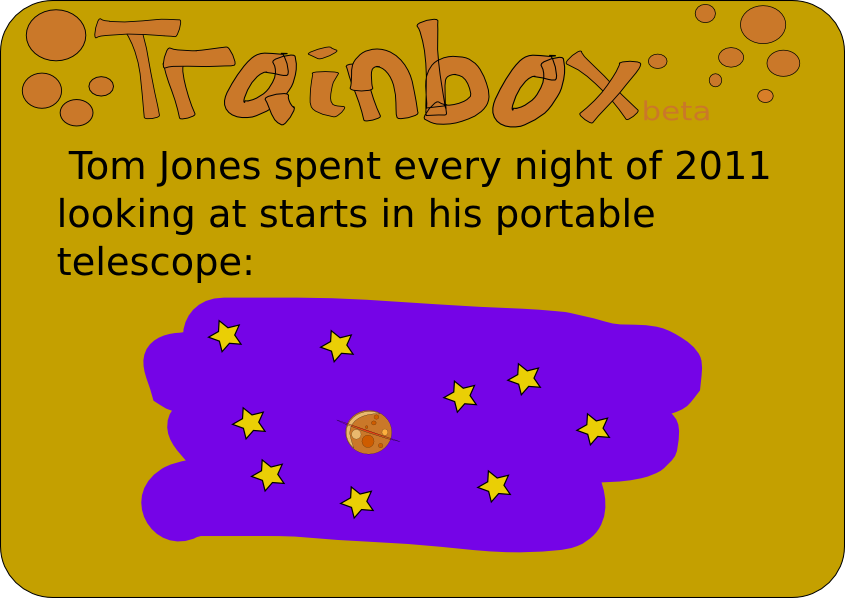 Trainbox
beta
Tom Jones spent every night of 2011
looking at starts in his portable
telescope: